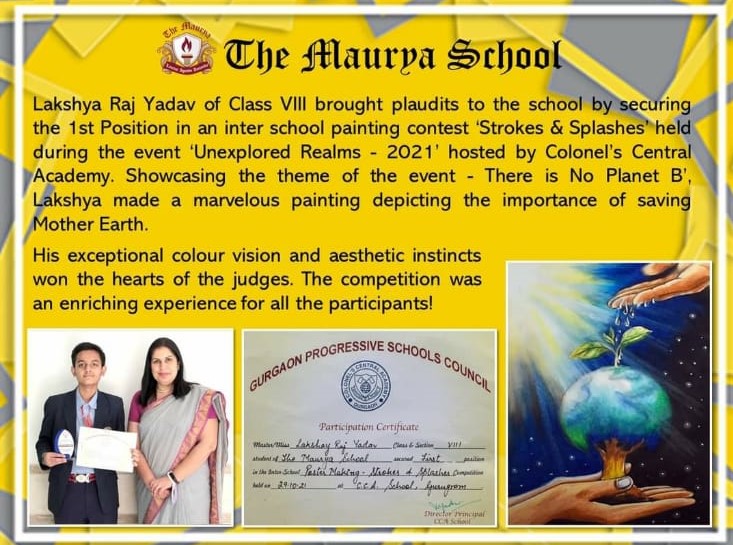 The Maurya
The Maurya School
Lakshya Raj Yadav of Class VIII brought plaudits to the school by securing
the 1st Position in an inter school painting contest ‘Strokes & Splashes’ held
during the event ‘Unexplored Realms - 2021’ hosted by Colonel’s Central
Academy. Showcasing the theme of the event - There is No Planet B’,
Lakshya made a marvelous painting depicting the importance of saving
Mother Earth.
His exceptional colour vision and aesthetic instincts
won the hearts of the judges. The competition was
an enriching experience for all the participants!
GURGAON PROGRESSIVE SCHOOLS COUNCIL
COLONEL'S CENTRAL ACADEMY
GURGAON
Participation Certificate
Master/Miss Lakshay Raj Yadav Class & Section VIII
student of The Maurya School secured First position
in the Inter-School Poster Making - Strokes & Splashes Competition
held on 29.10.21 at C.C.A. School, Gurugram
Director Principal
CCA School